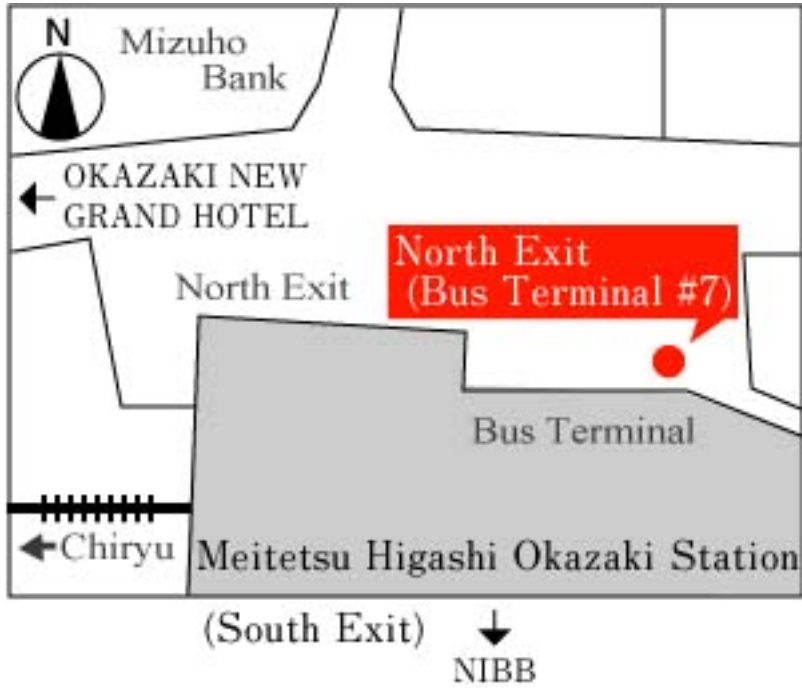 N
Mizuho
Bank
OKAZAKI NEW
GRAND HOTEL
North Exit
(Bus Terminal #7)
North Exit
Bus Terminal
Chiryu
Meitetsu Higashi Okazaki Station
(South Exit)
NIBB